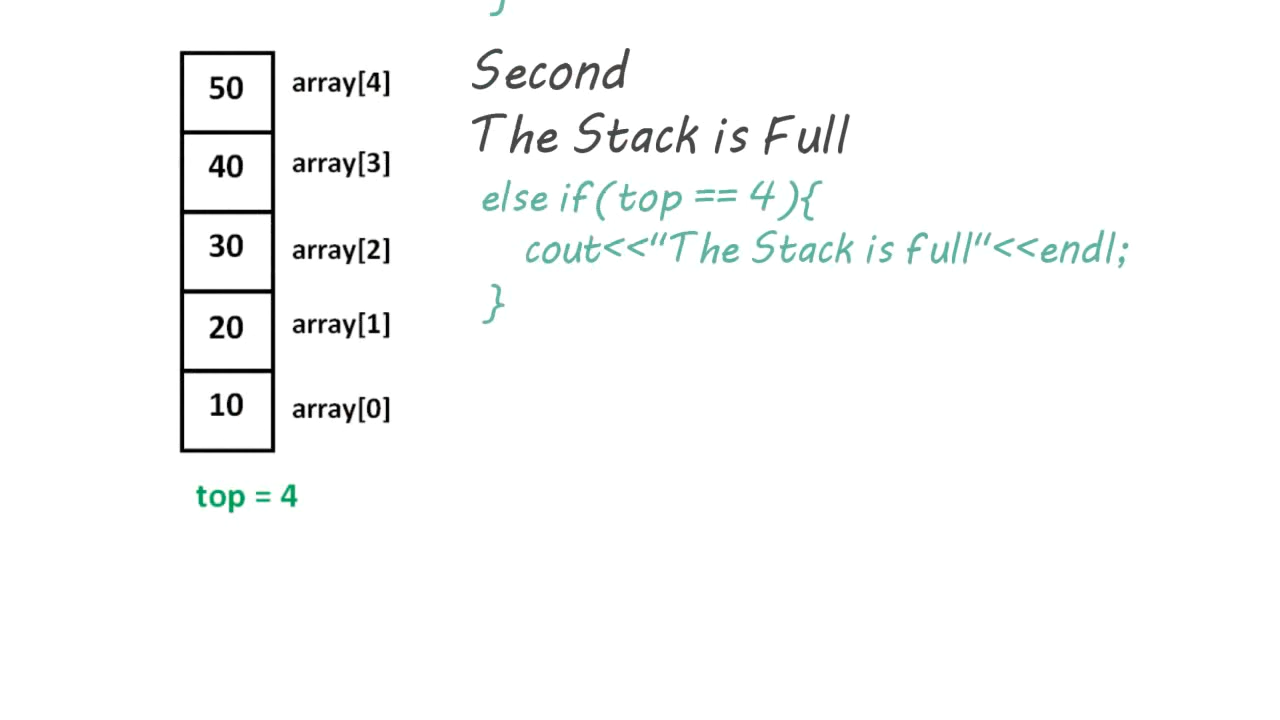 }
Second
The Stack is Full
else if(top == 4){
cout<<"The Stack is full"<<endl;
}
50 array[4]
40 array[3]
30 array[2]
20 array[1]
10 array[0]
top = 4